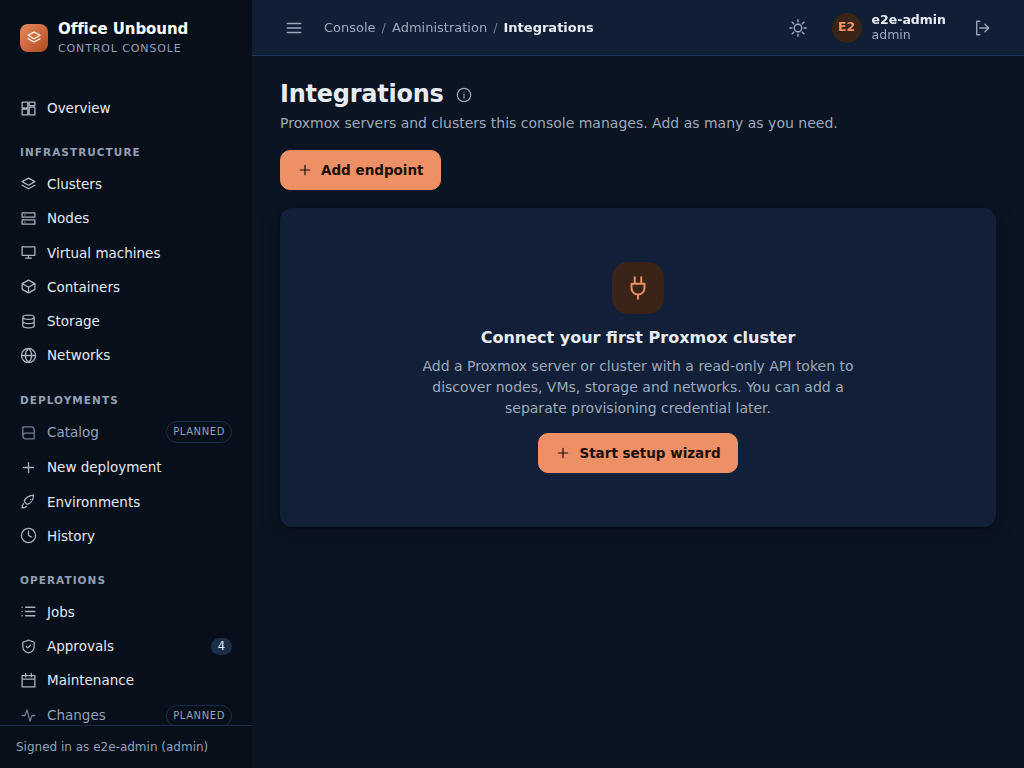 Office Unbound
CONTROL CONSOLE
Overview
INFRASTRUCTURE
Clusters
Nodes
Virtual machines
Containers
Storage
Networks
DEPLOYMENTS
Catalog PLANNED
New deployment
Environments
History
OPERATIONS
Jobs
Approvals 4
Maintenance
Changes PLANNED
Signed in as e2e-admin (admin)
Console / Administration / Integrations
E2
e2e-admin
admin
Integrations
Proxmox servers and clusters this console manages. Add as many as you need.
Add endpoint
Connect your first Proxmox cluster
Add a Proxmox server or cluster with a read-only API token to
discover nodes, VMs, storage and networks. You can add a
separate provisioning credential later.
Start setup wizard